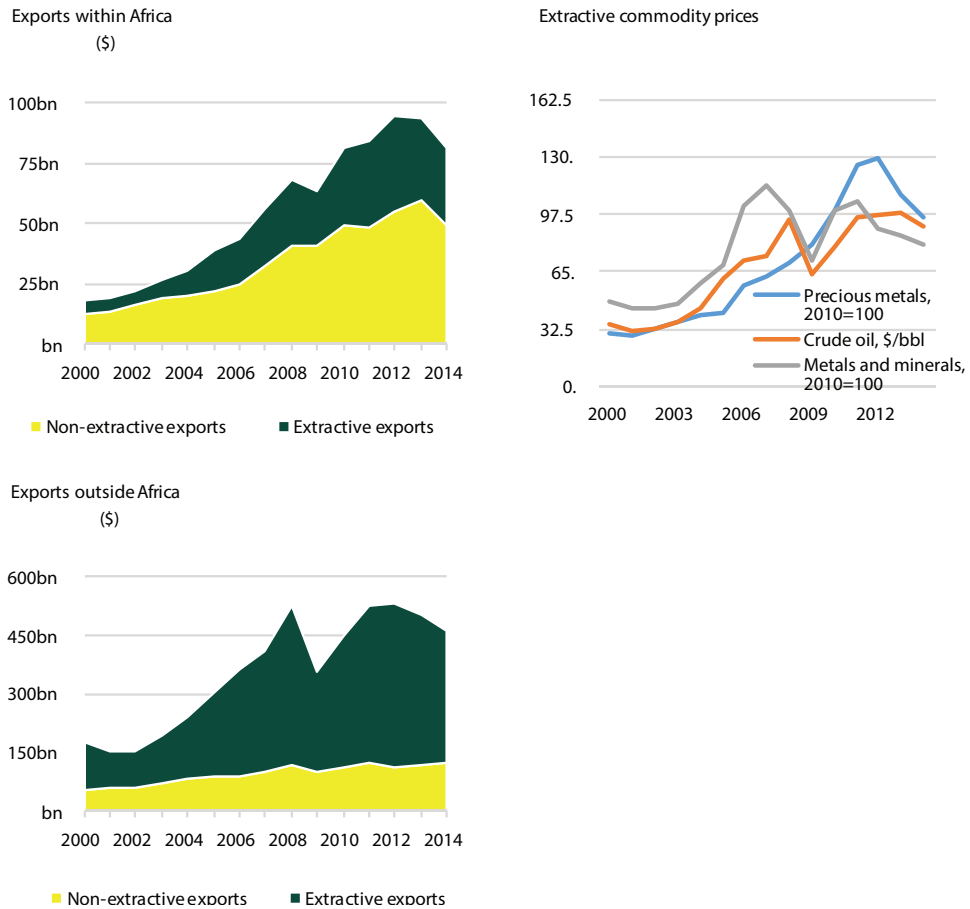 Exports within Africa
($)
100bn
75bn
50bn
25bn
bn
2000 2002 2004 2006 2008 2010 2012 2014
Non-extractive exports Extractive exports
Extractive commodity prices
162.5
130.
97.5
65.
32.5
0.
Precious metals,
2010=100
Crude oil, $/bbl
Metals and minerals,
2010=100
2000 2003 2006 2009 2012
Exports outside Africa
($)
600bn
450bn
300bn
150bn
bn
2000 2002 2004 2006 2008 2010 2012 2014
Non-extractive exports Extractive exports